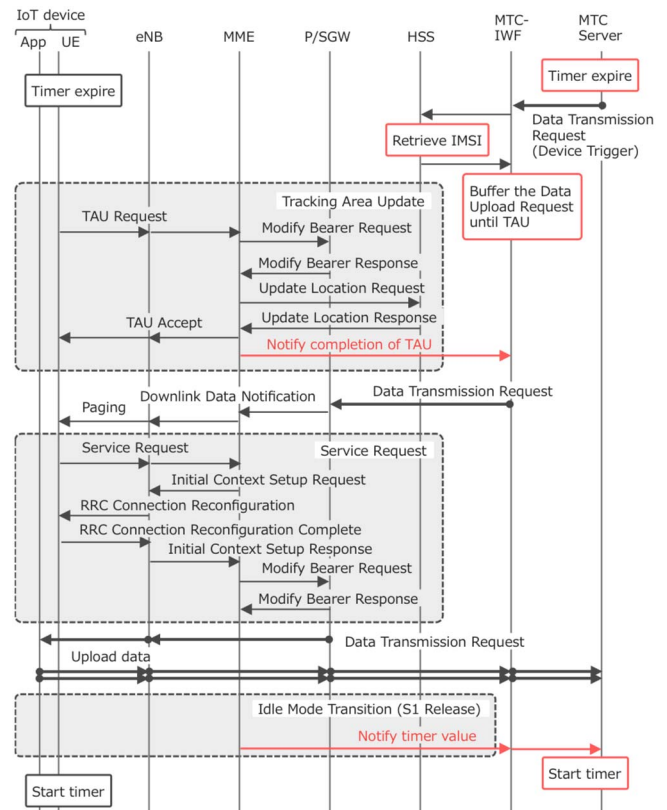 IoT device
App UE eNB MME P/SGW HSS MTC-
IWF
MTC
Server
Timer expire
Timer expire
Data Transmission
Request
(Device Trigger)
Retrieve IMSI
Buffer the Data
Upload Request
until TAU
Tracking Area Update
TAU Request
Modify Bearer Request
Modify Bearer Response
Update Location Request
TAU Accept
Update Location Response
Notify completion of TAU
Data Transmission Request
Downlink Data Notification
Paging
Service Request
Service Request
Initial Context Setup Request
RRC Connection Reconfiguration
RRC Connection Reconfiguration Complete
Initial Context Setup Response
Modify Bearer Request
Modify Bearer Response
Data Transmission Request
Upload data
Idle Mode Transition (S1 Release)
Notify timer value
Start timer
Start timer